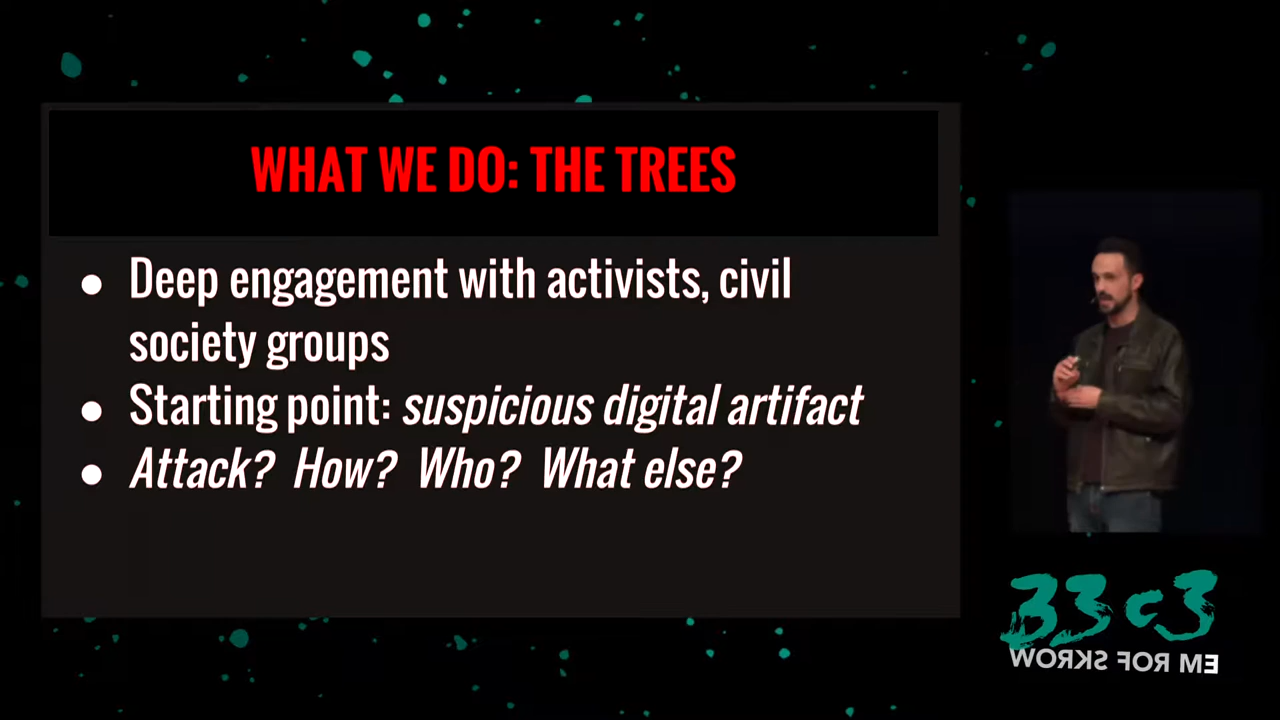 WHAT WE DO: THE TREES
● Deep engagement with activists, civil
society groups
● Starting point: suspicious digital artifact
● Attack? How? Who? What else?
33c3
WORKS FOR ME